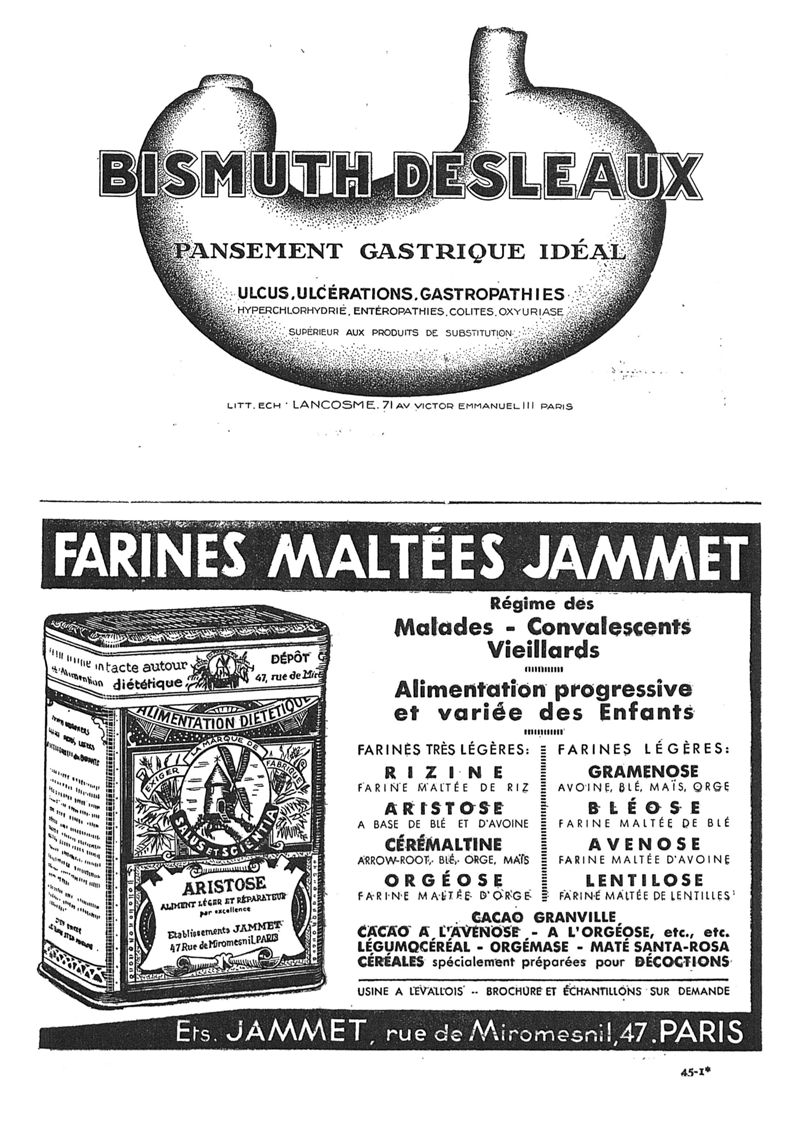 BISMUTH DESLEAUX
PANSEMENT GASTRIQUE IDÉAL
ULCUS, ULCÉRATIONS, GASTROPATHIES
HYPERCHLORHYDRIE, ENTÉROPATHIES, COLITES, OXYURIASE
SUPÉRIEUR AUX PRODUITS DE SUBSTITUTION
LITT. ECH. LANCOSME. 71 AV VICTOR EMMANUEL III PARIS
FARINES MALTÉES JAMMET
Régime des
Malades - Convalescents
Vieillards
Alimentation progressive
et variée des Enfants
FARINES TRÈS LÉGÈRES:
RIZINE
FARINE MALTÉE DE RIZ
ARISTOSE
A BASE DE BLÉ ET D'AVOINE
CÉRÉMALTINE
ARROW-ROOT, BLÉ, ORGE, MAÏS
ORGÉOSE
FARINE MALTÉE D'ORGE
FARINES LÉGÈRES:
GRAMENOSE
AVOINE, BLÉ, MAÏS, ORGE
BLÉOSE
FARINE MALTÉE DE BLÉ
AVENOSE
FARINE MALTÉE D'AVOINE
LENTILOSE
FARINE MALTÉE DE LENTILLES
CACAO GRANVILLE
CACAO A L'AVENOSE - A L'ORGÉOSE, etc., etc.
LÉGUMOCÉRÉAL - ORGÉMASE - MATÉ SANTA-ROSA
CÉRÉALES spécialement préparées pour DÉCOCTIONS
USINE A LEVALLOIS -- BROCHURE ET ÉCHANTILLONS SUR DEMANDE
intacte autour
diététique
DÉPÔT
47, rue de
ALIMENTATION DIÉTÉTIQUE
EXIGER LA MARQUE DE FABRIQUE
SALUS ET SCIENTIA
ARISTOSE
ALIMENT LÉGER ET RÉPARATEUR
par excellence
Etablissements JAMMET
47 Rue de Miromesnil, PARIS
Ets. JAMMET, rue de Miromesnil, 47. PARIS
45-1*